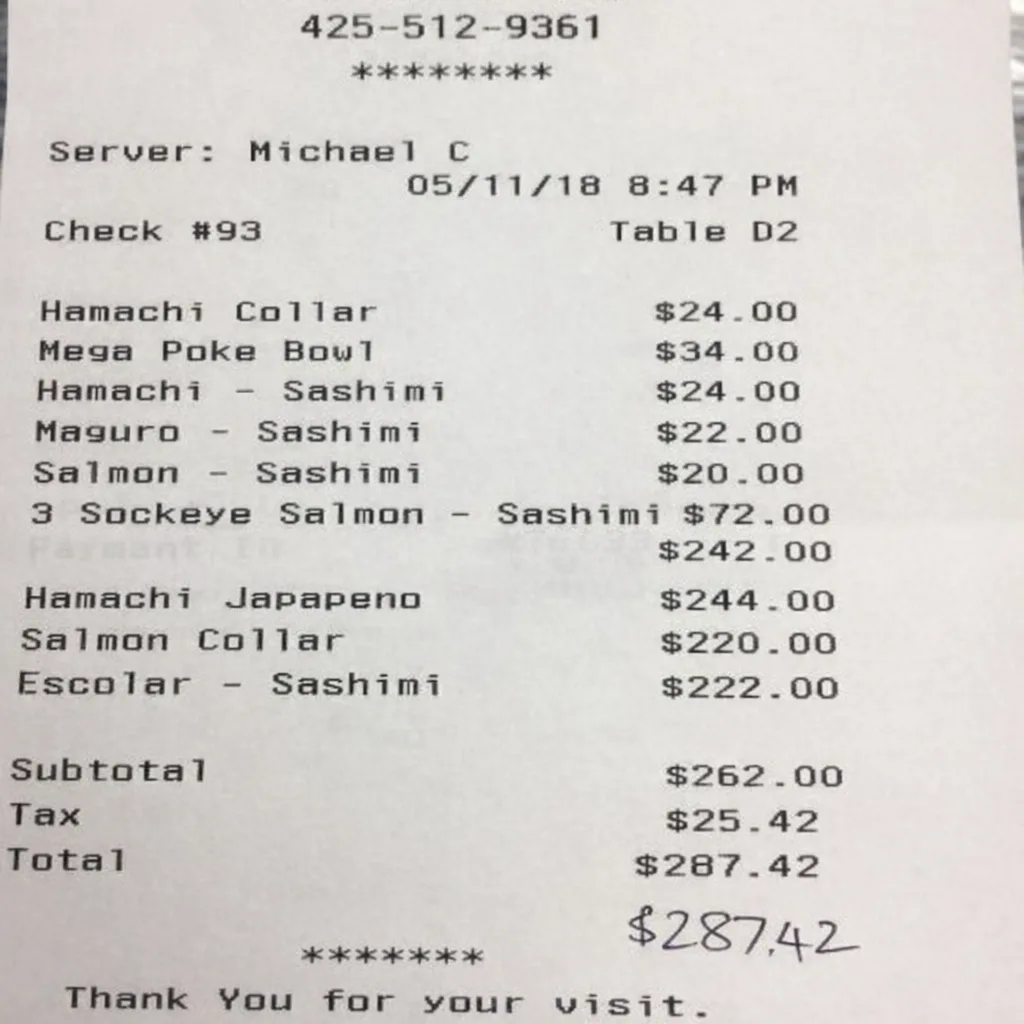 425-512-9361
********
Server: Michael C
05/11/18 8:47 PM
Check #93 Table D2
Hamachi Collar $24.00
Mega Poke Bowl $34.00
Hamachi - Sashimi $24.00
Maguro - Sashimi $22.00
Salmon - Sashimi $20.00
3 Sockeye Salmon - Sashimi $72.00
$242.00
Hamachi Japapeno $244.00
Salmon Collar $220.00
Escolar - Sashimi $222.00
Subtotal $262.00
Tax $25.42
Total $287.42
$287.42
*******
Thank You for your visit.